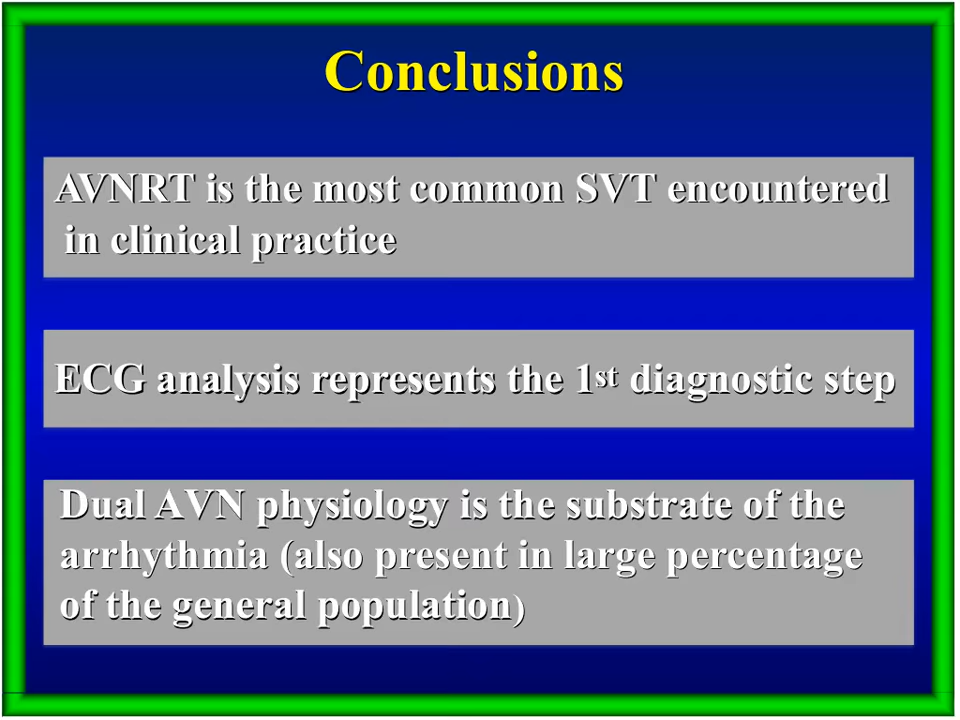 Conclusions
AVNRT is the most common SVT encountered
in clinical practice
ECG analysis represents the 1st diagnostic step
Dual AVN physiology is the substrate of the
arrhythmia (also present in large percentage
of the general population)